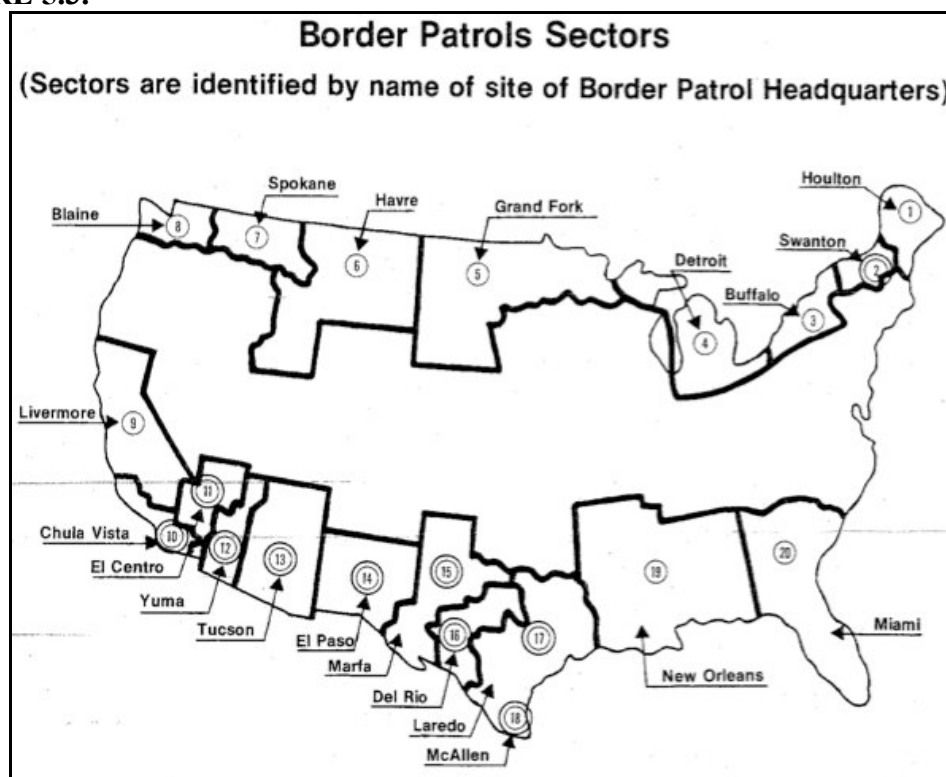 Border Patrols Sectors
(Sectors are identified by name of site of Border Patrol Headquarters)
Houlton
1
Spokane
Havre
Grand Fork
Blaine
8
7
6
5
Swanton
2
Detroit
Buffalo
3
4
Livermore
9
11
Chula Vista
10
El Centro
12
13
14
15
19
20
Yuma
Tucson
El Paso
Marfa
16
17
Miami
Del Rio
New Orleans
Laredo
18
McAllen